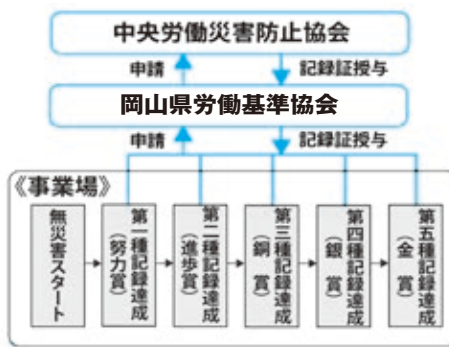 中央労働災害防止協会
申請
記録証授与
岡山県労働基準協会
申請
記録証授与
《事業場》
無災害スタート
第一種記録達成
(努力賞)
第二種記録達成
(進歩賞)
第三種記録達成
(銅　賞)
第四種記録達成
(銀　賞)
第五種記録達成
(金　賞)